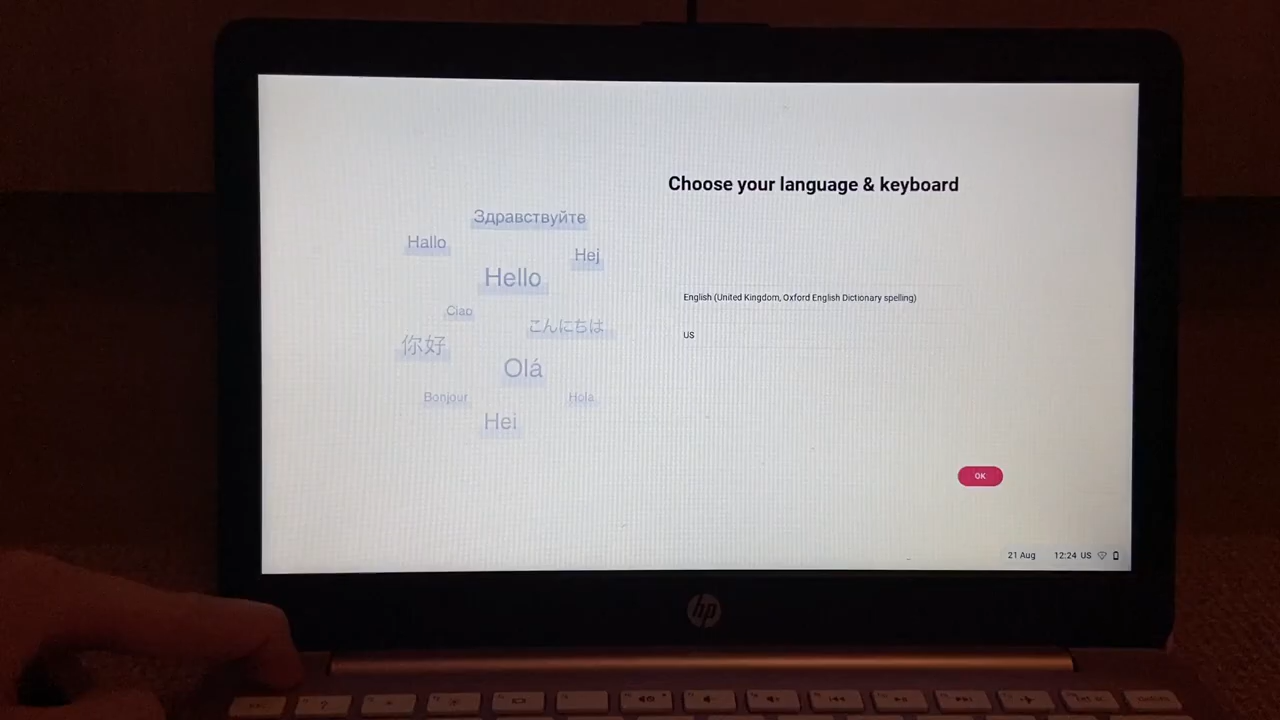 Choose your language & keyboard
Здравствуйте
Hallo
Hej
Hello
Ciao
こんにちは
你好
Olá
Bonjour
Hola
Hei
English (United Kingdom, Oxford English Dictionary spelling)
US
OK
21 Aug 12:24 US
hp
?